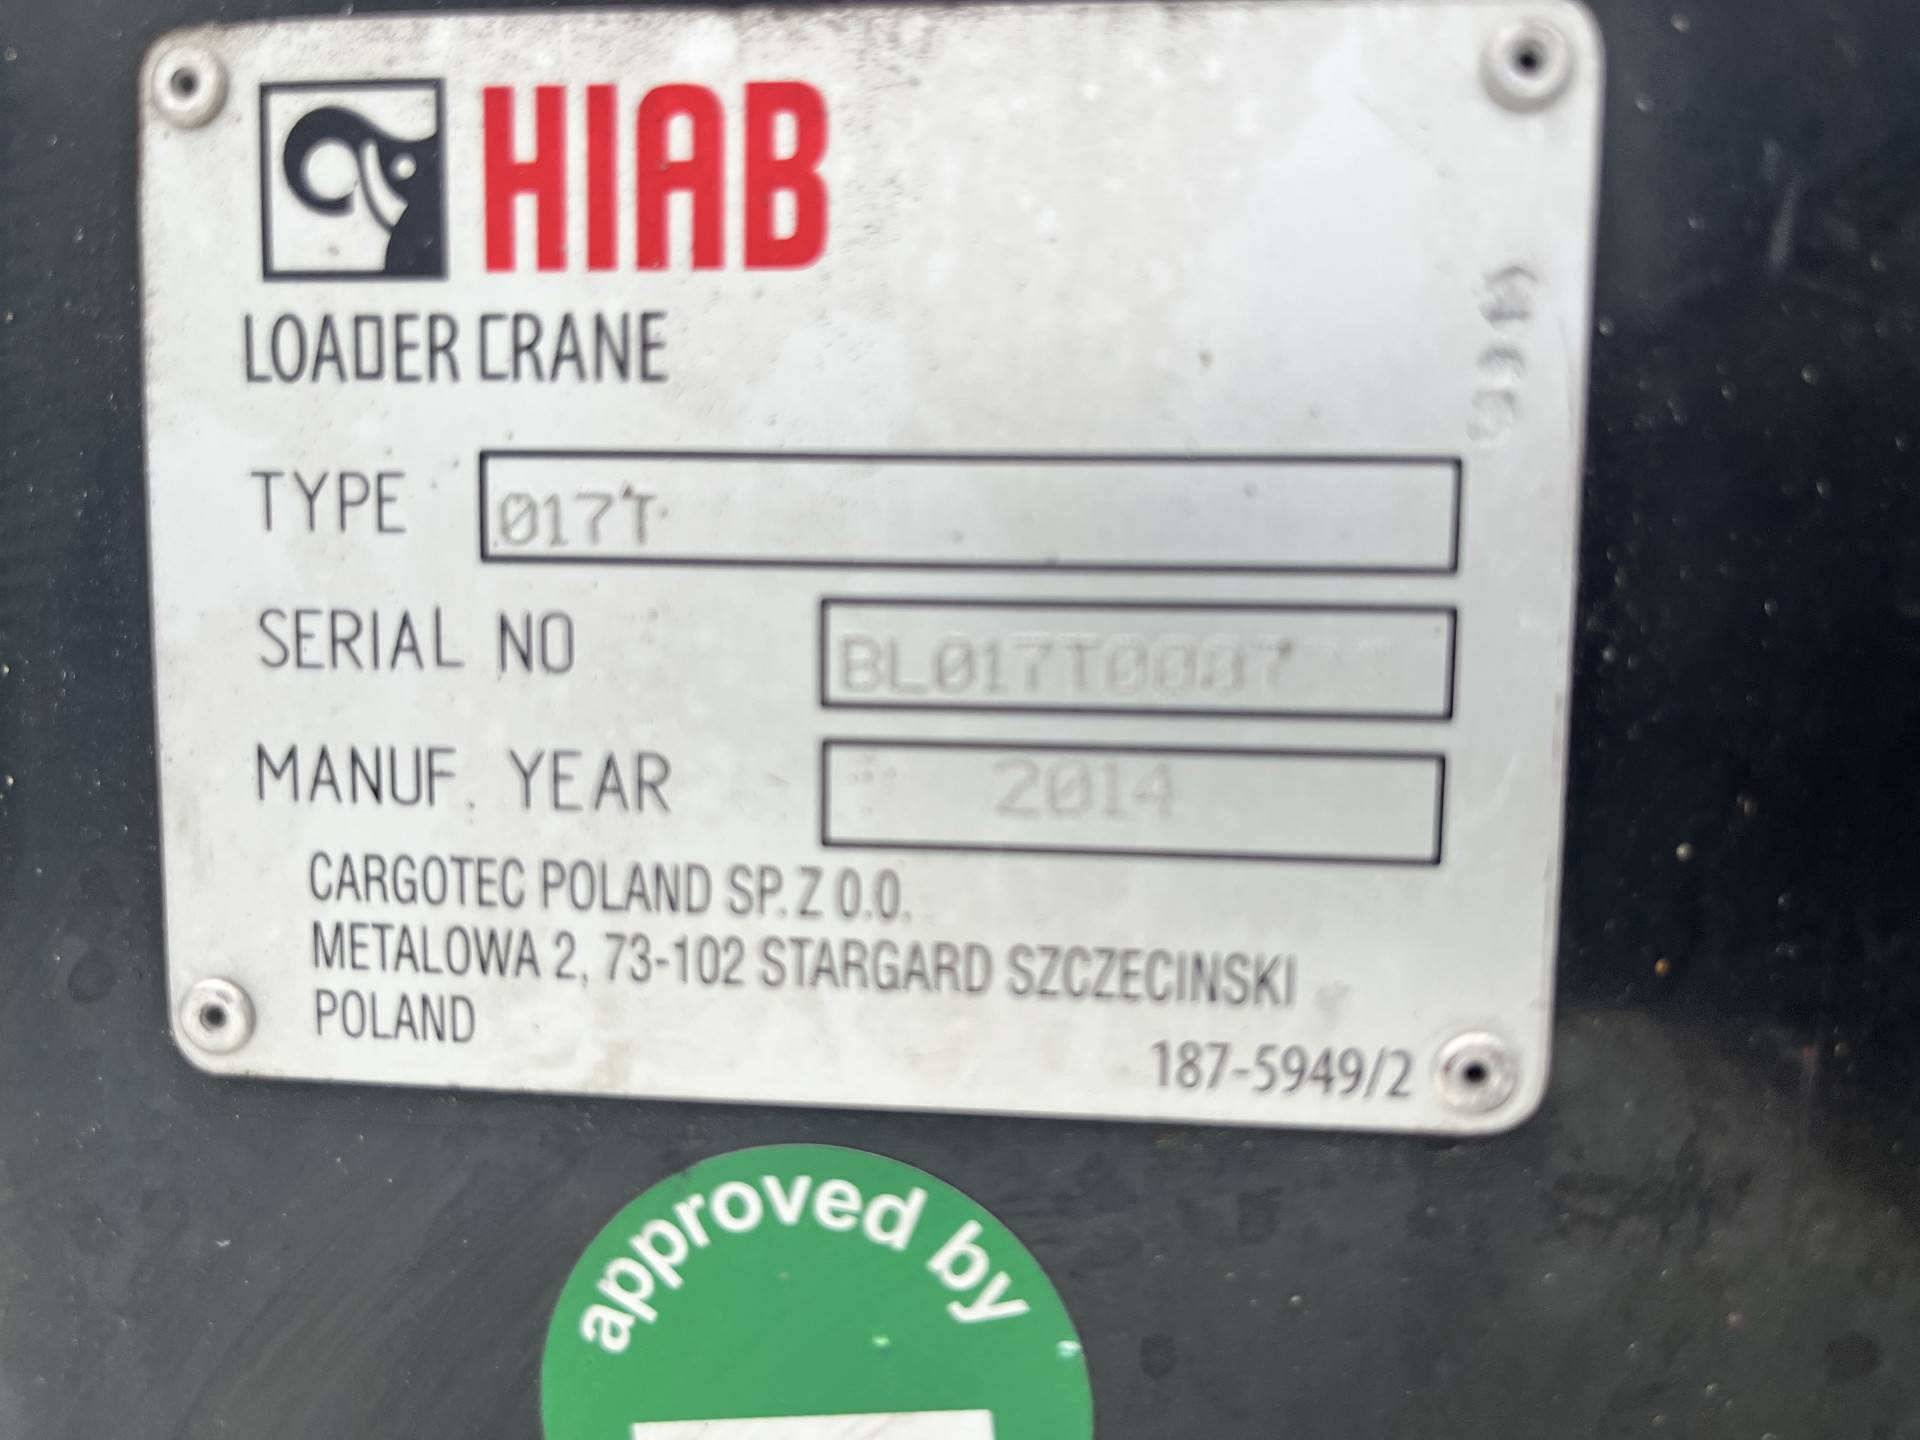 HIAB
LOADER CRANE
TYPE 017T
SERIAL NO
MANUF. YEAR 2014
CARGOTEC POLAND SP. Z O.O.
METALOWA 2, 73-102 STARGARD SZCZECINSKI
POLAND
187-5949/2
approved by